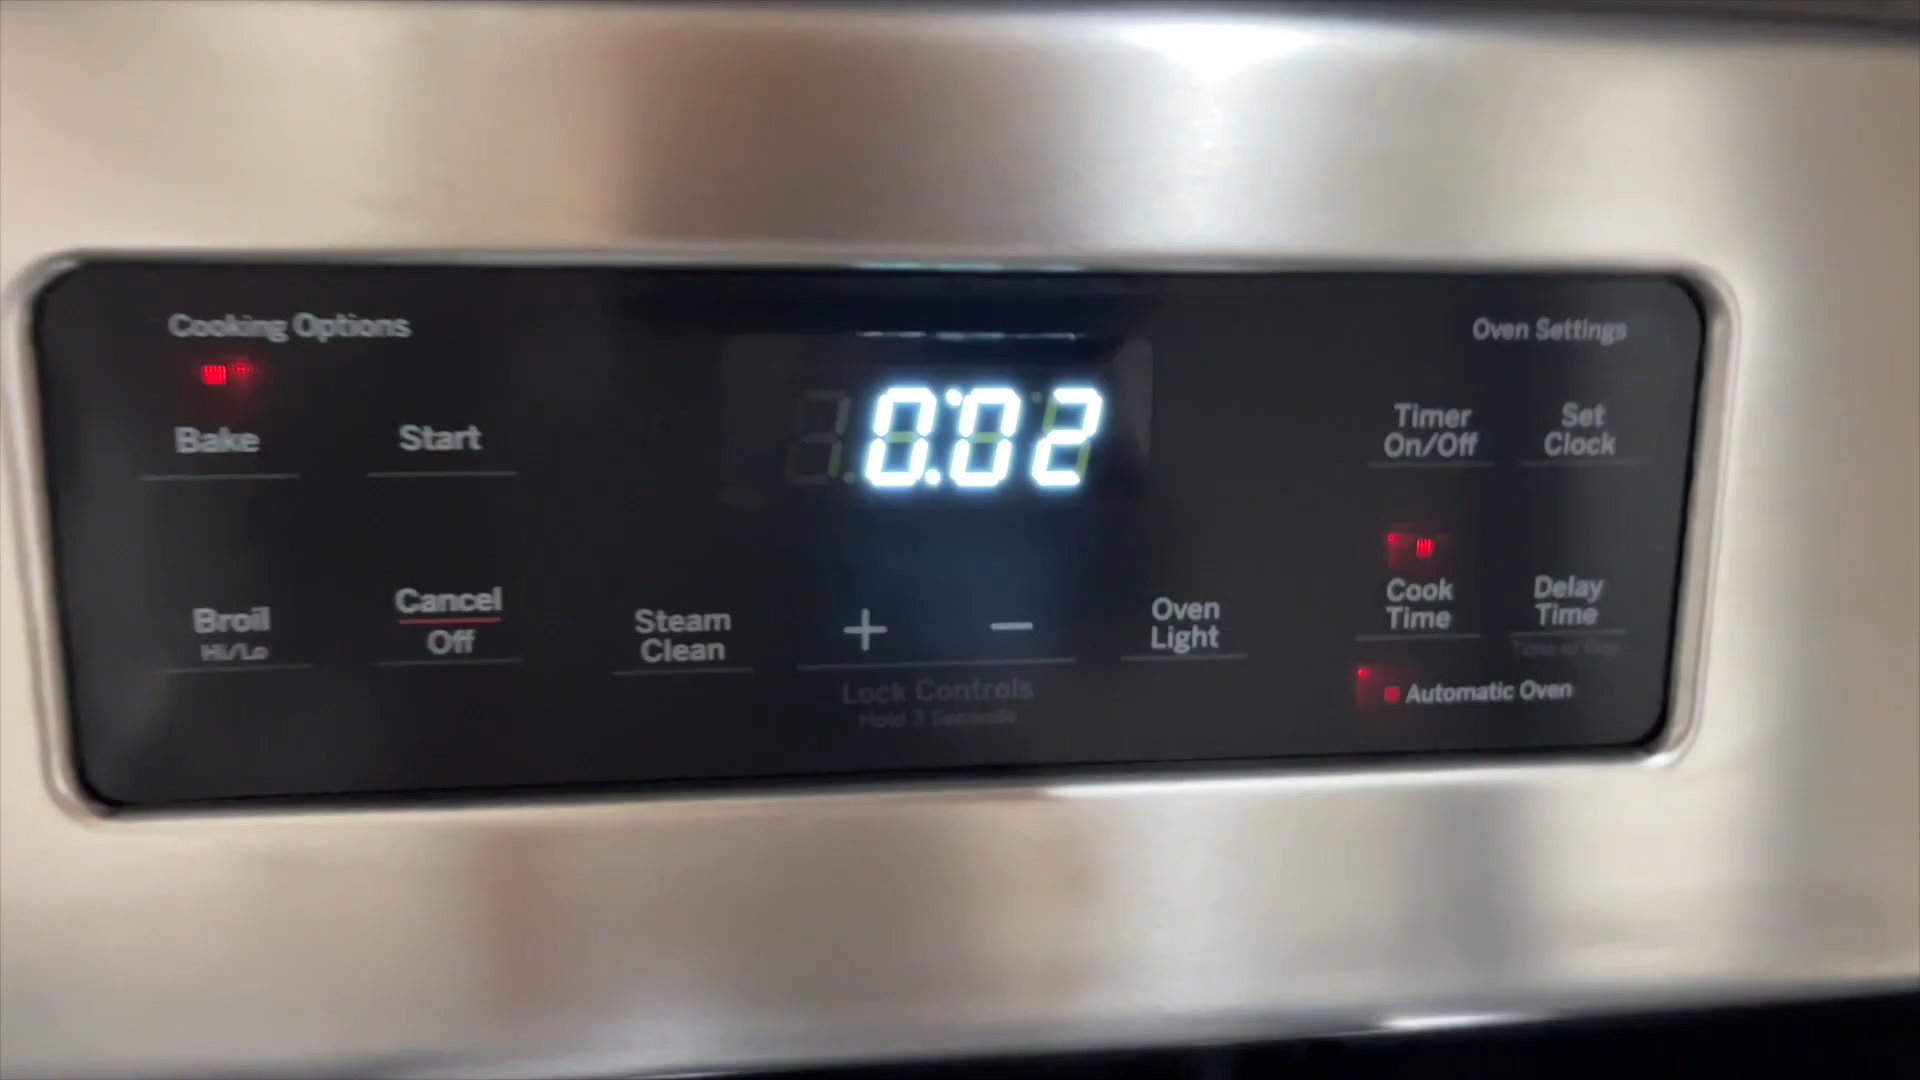 Cooking Options
Oven Settings
0:02
Bake
Start
Timer
On/Off
Set
Clock
Broil
Hi/Lo
Cancel
Off
Steam
Clean
+
−
Oven
Light
Cook
Time
Delay
Time
Lock Controls
Hold 3 Seconds
Automatic Oven